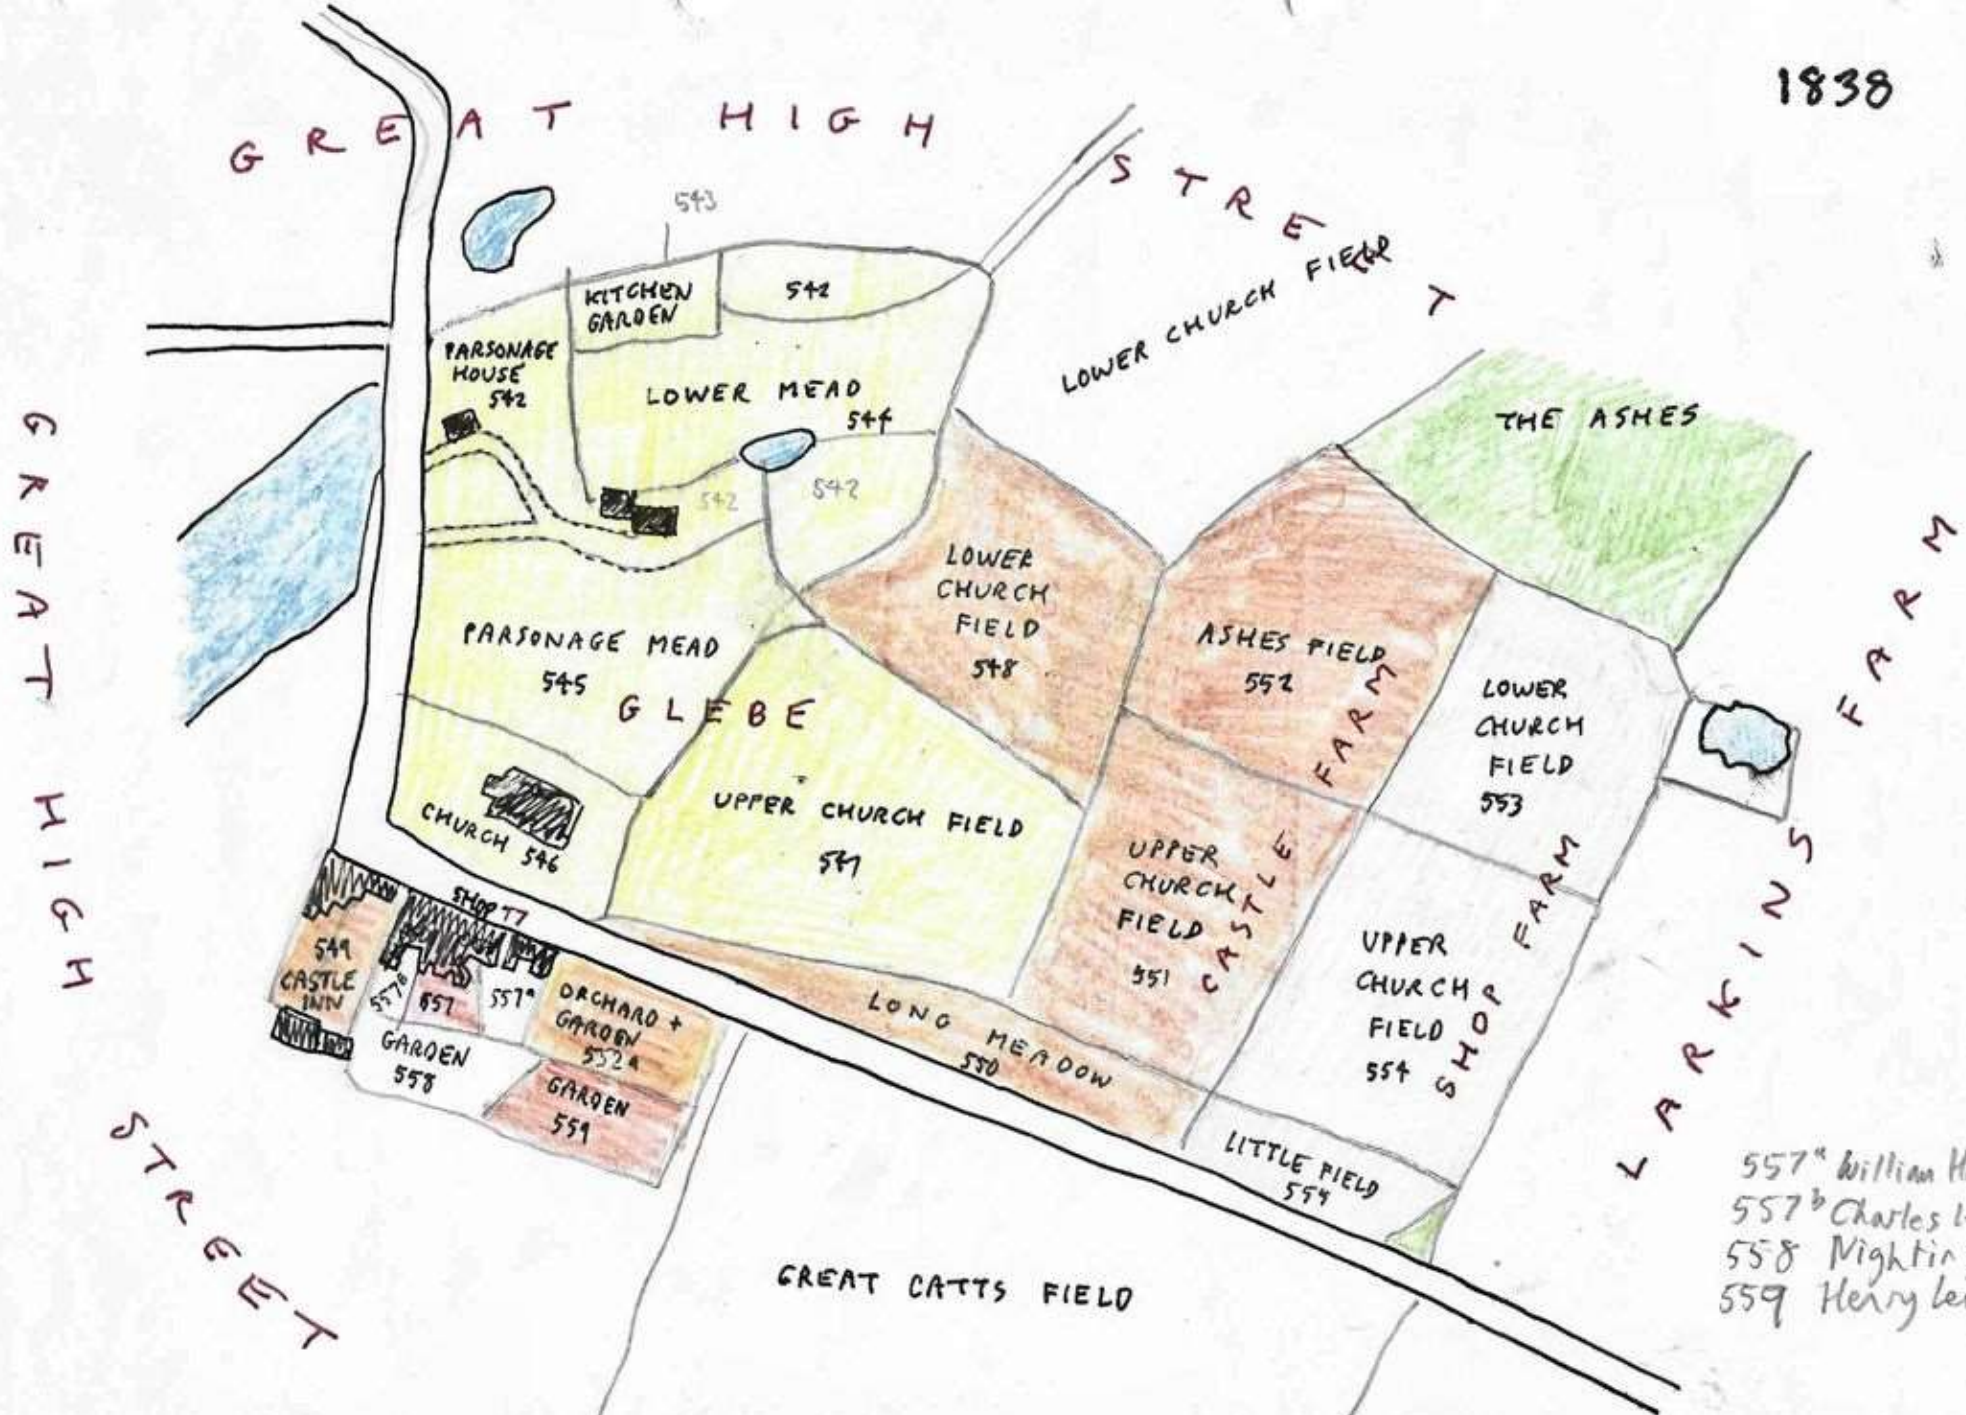 1838
GREAT HIGH STREET
543
KITCHEN
GARDEN
542
LOWER CHURCH FIELD
PARSONAGE
HOUSE
542
LOWER MEAD
544
THE ASHES
542
542
GREAT HIGH STREET
LOWER
CHURCH
FIELD
548
ASHES FIELD
552
PARSONAGE MEAD
545
GLEBE
LOWER
CHURCH
FIELD
553
CHURCH 546
UPPER CHURCH FIELD
547
UPPER
CHURCH
FIELD
551
CASTLE FARM
UPPER
CHURCH
FIELD
554
SHOP FARM
LARKINS FARM
SHOP
549
CASTLE
INN
557b
557
557a
ORCHARD +
GARDEN
552a
GARDEN
558
GARDEN
559
LONG MEADOW
550
LITTLE FIELD
GREAT CATTS FIELD
557a William
557b Charles
558
559 Henry